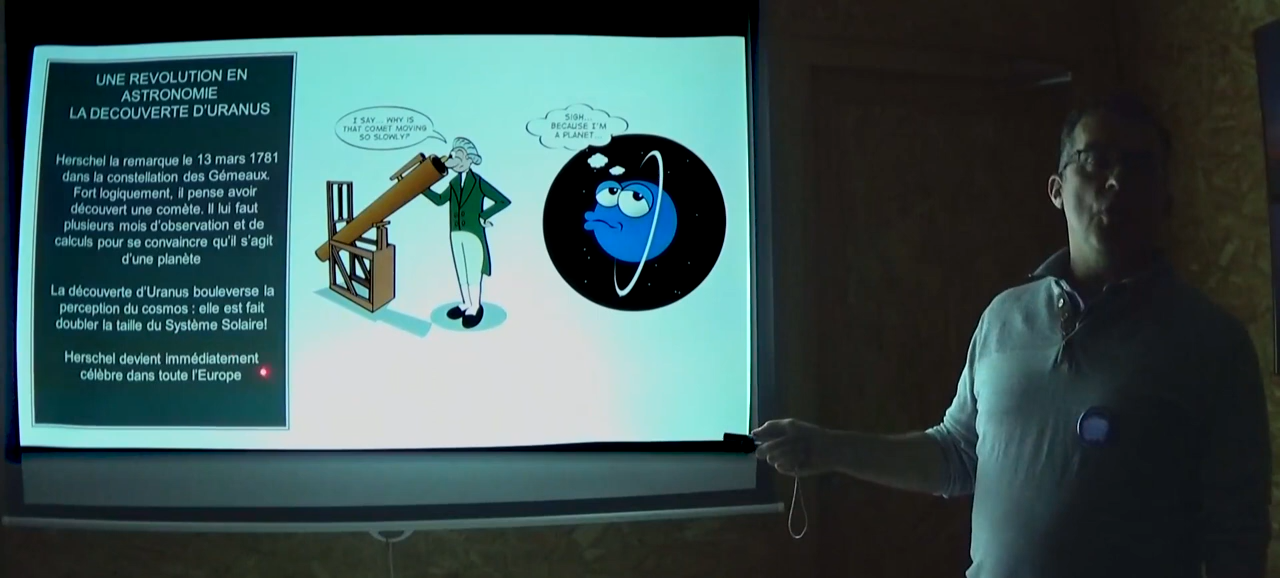 UNE REVOLUTION EN
ASTRONOMIE
LA DECOUVERTE D'URANUS
Herschel la remarque le 13 mars 1781
dans la constellation des Gémeaux.
Fort logiquement, il pense avoir
découvert une comète. Il lui faut
plusieurs mois d'observation et de
calculs pour se convaincre qu'il s'agit
d'une planète
La découverte d'Uranus bouleverse la
perception du cosmos : elle est fait
doubler la taille du Système Solaire!
Herschel devient immédiatement
célèbre dans toute l'Europe
I SAY... WHY IS
THAT COMET MOVING
SO SLOWLY?
SIGH...
BECAUSE I'M
A PLANET...